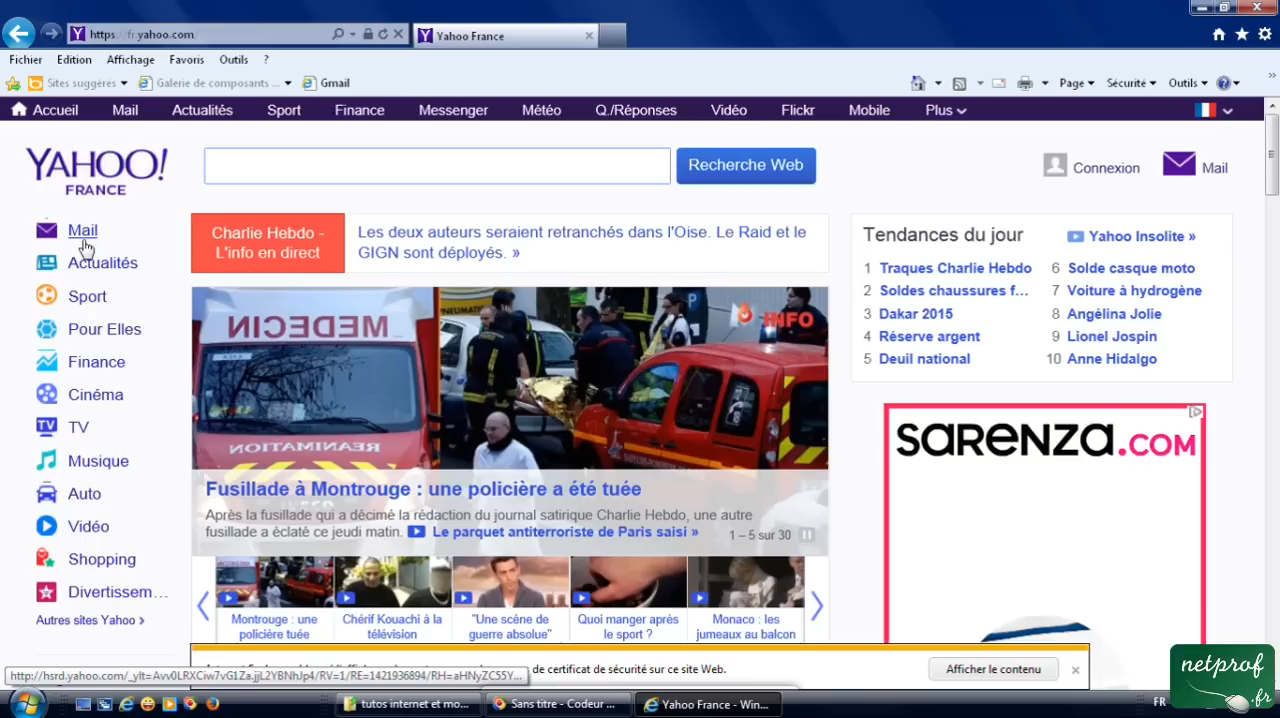 https://fr.yahoo.com
Yahoo France
Fichier Edition Affichage Favoris Outils ?
Sites suggérés Galerie de composants ... Gmail
Page Sécurité Outils
Accueil Mail Actualités Sport Finance Messenger Météo Q./Réponses Vidéo Flickr Mobile Plus
YAHOO!
FRANCE
Recherche Web
Connexion Mail
Mail
Actualités
Sport
Pour Elles
Finance
Cinéma
TV
TV
Musique
Auto
Vidéo
Shopping
Divertissem…
Autres sites Yahoo ›
Charlie Hebdo -
L'info en direct
Les deux auteurs seraient retranchés dans l'Oise. Le Raid et le
GIGN sont déployés. »
MEDECIN
INFO
REANIMATION
Fusillade à Montrouge : une policière a été tuée
Après la fusillade qui a décimé la rédaction du journal satirique Charlie Hebdo, une autre
fusillade a éclaté ce jeudi matin. Le parquet antiterroriste de Paris saisi »
1 – 5 sur 30
Montrouge : une
policière tuée
Chérif Kouachi à la
télévision
"Une scène de
guerre absolue"
Quoi manger après
le sport ?
Monaco : les
jumeaux au balcon
Tendances du jour
Yahoo Insolite »
1 Traques Charlie Hebdo
2 Soldes chaussures f...
3 Dakar 2015
4 Réserve argent
5 Deuil national
6 Solde casque moto
7 Voiture à hydrogène
8 Angélina Jolie
9 Lionel Jospin
10 Anne Hidalgo
SARENZA.COM
de certificat de sécurité sur ce site Web.
Afficher le contenu
http://hsrd.yahoo.com/_ylt=Avv0LRXCiw7vG1Za.jjL2YBNhJp4/RV=1/RE=1421936894/RH=aHNyZC55Y...
tutos internet et mo...
Sans titre - Codeur ...
Yahoo France - Win...
FR
netprof
.fr